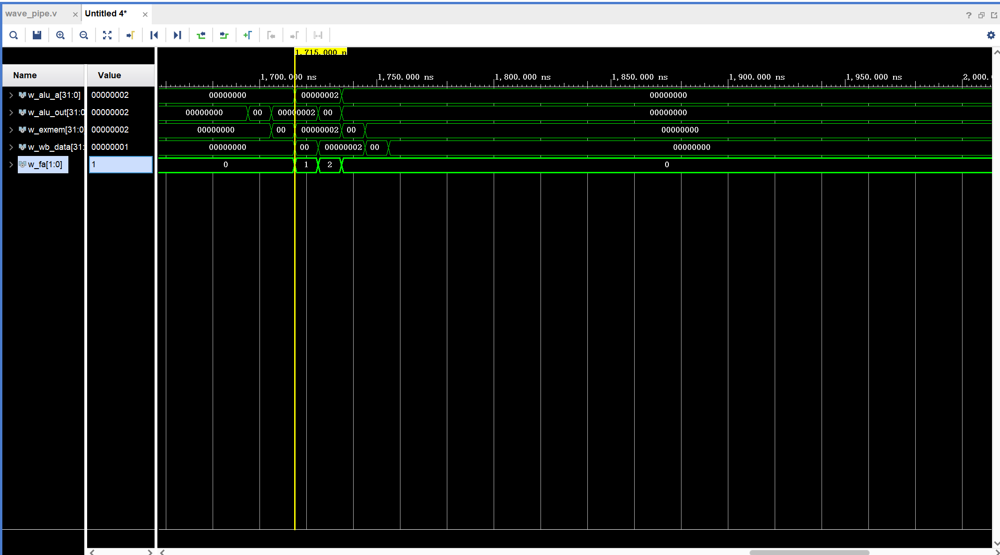 wave_pipe.v × Untitled 4* ×
?
1,715.000 n
Name Value
1,700.000 ns 1,750.000 ns 1,800.000 ns 1,850.000 ns 1,900.000 ns 1,950.000 ns 2,000.
w_alu_a[31:0] 00000002 00000000 00000002 00000000
w_alu_out[31:0 00000002 00000000 00 00000002 00 00000000
w_exmem[31:0] 00000002 00000000 00 00000002 00 00000000
w_wb_data[31: 00000001 00000000 00 00000002 00 00000000
w_fa[1:0] 1 0 1 2 0